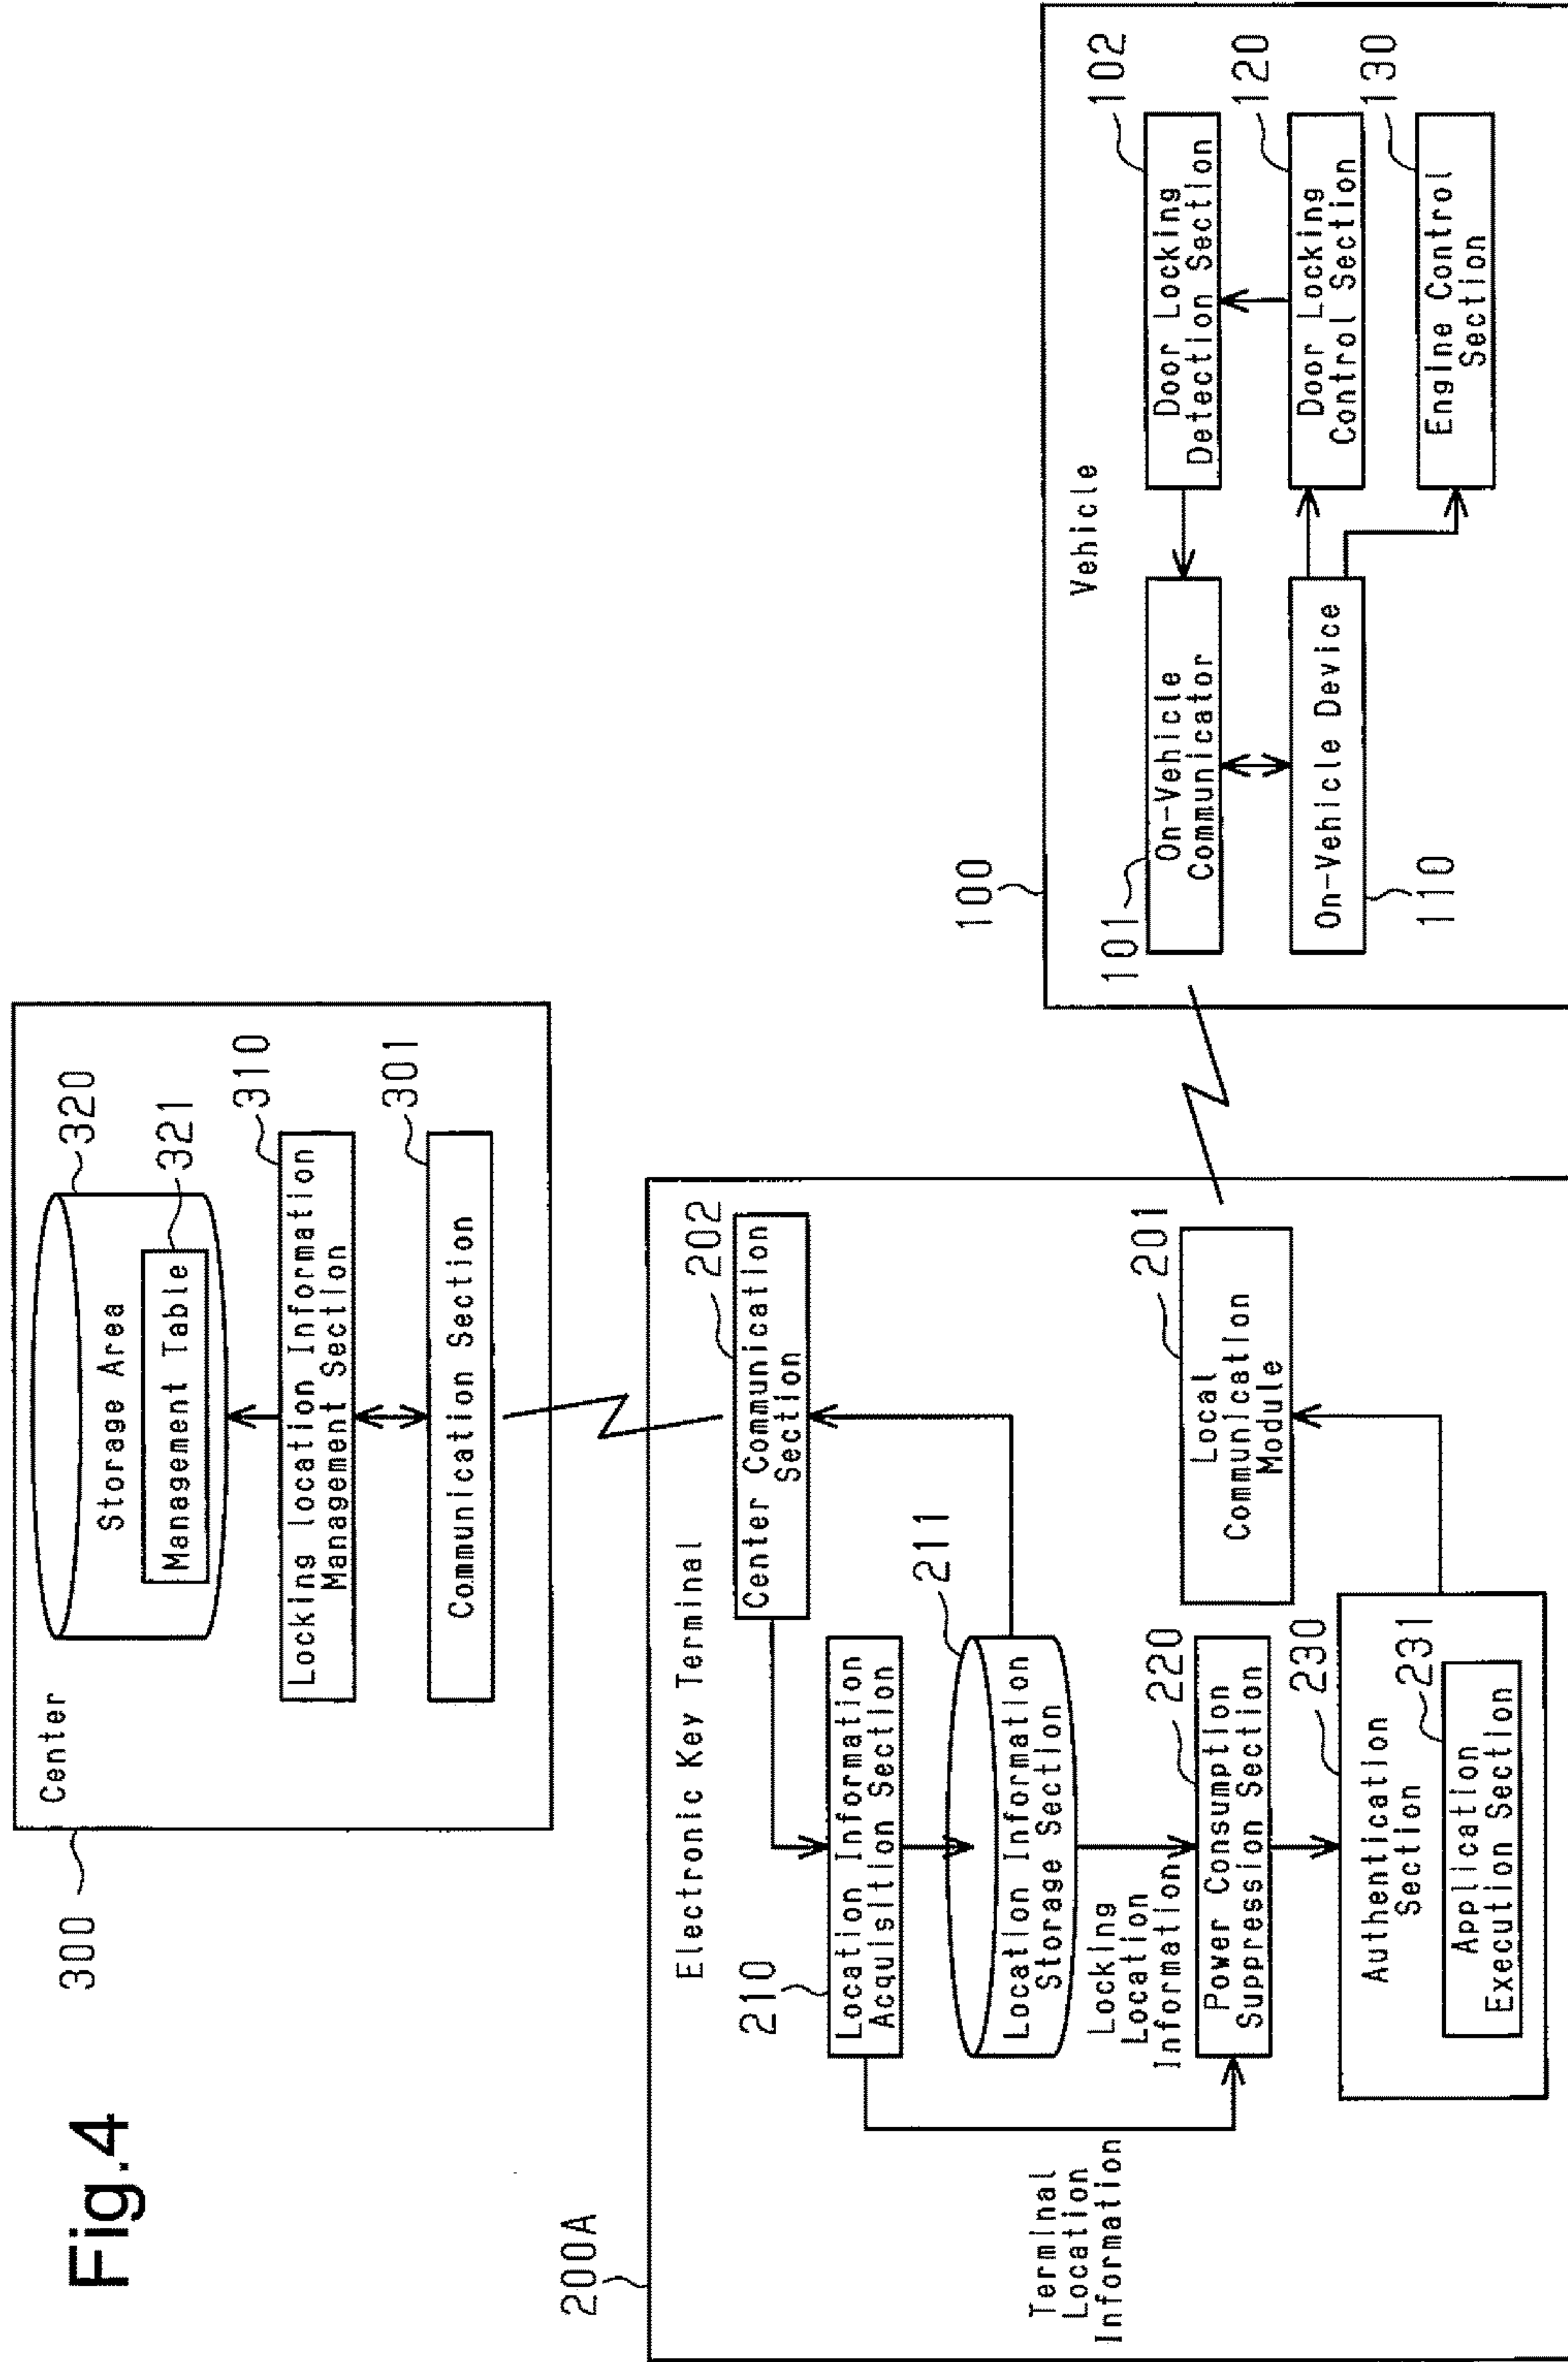 Fig.4
300
Center
Storage Area
320
Management Table
321
Locking location Information
Management Section
310
Communication Section
301
200A
Electronic Key Terminal
Center Communication
Section
202
210
Location Information
Acquisition Section
Location Information
Storage Section
211
Terminal
Location
Information
Locking
Location
Information
Power Consumption
Suppression Section
220
Local
Communication
Module
201
Authentication
Section
230
Application
Execution Section
231
100
Vehicle
101
On-Vehicle
Communicator
Door Locking
Detection Section
102
On-Vehicle Device
110
Door Locking
Control Section
120
Engine Control
Section
130